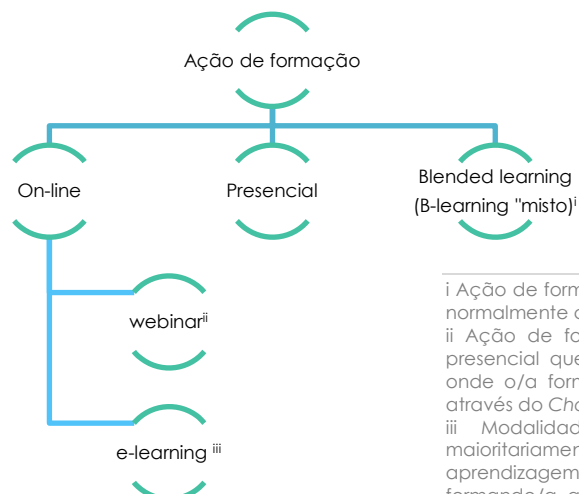 Ação de formação
On-line
Presencial
Blended learning
(B-learning "misto)i
webinarii
e-learning iii
i Ação de form
normalmente
ii Ação de fo
presencial que
onde o/a form
através do Cha
iii Modalidad
maioritariamen
aprendizagem